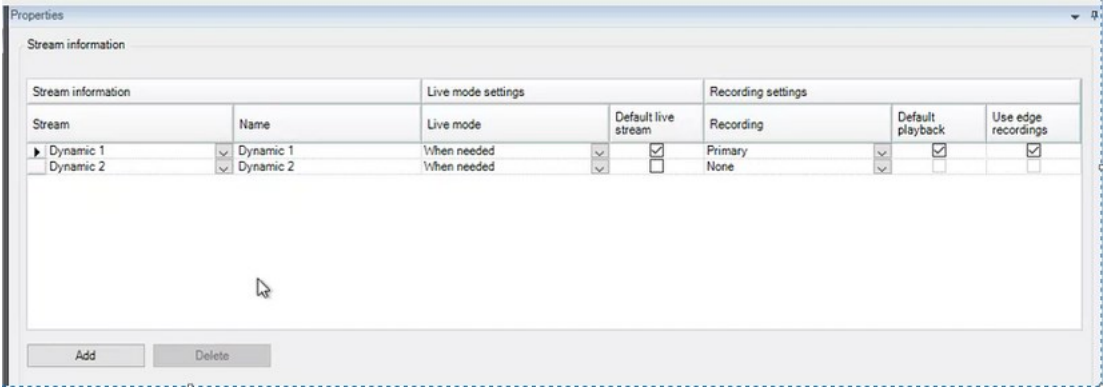 Properties
Stream information
Stream information Live mode settings Recording settings
Stream Name Live mode Default live stream Recording Default playback Use edge recordings
Dynamic 1 Dynamic 1 When needed Primary
Dynamic 2 Dynamic 2 When needed None
Add Delete